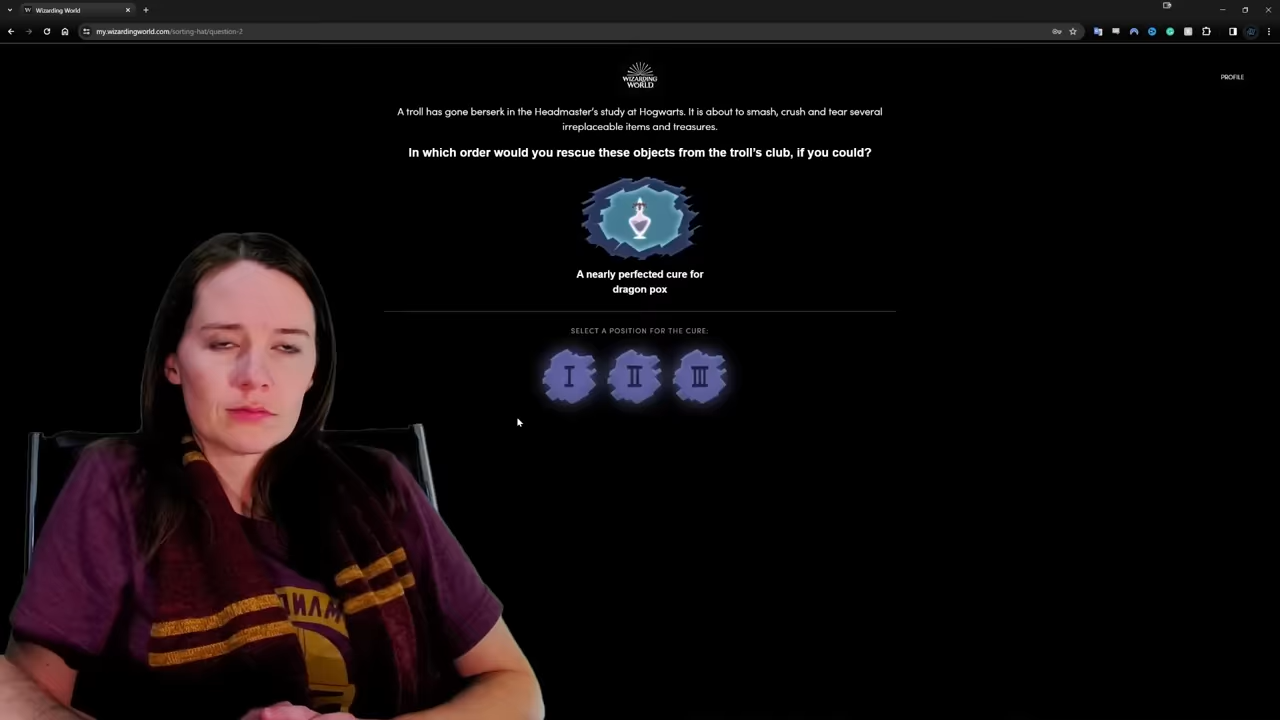 Wizarding World
my.wizardingworld.com/sorting-hat/question-2
WIZARDING
WORLD
PROFILE
A troll has gone berserk in the Headmaster's study at Hogwarts. It is about to smash, crush and tear several
irreplaceable items and treasures.
In which order would you rescue these objects from the troll's club, if you could?
A nearly perfected cure for
dragon pox
SELECT A POSITION FOR THE CURE:
I II III